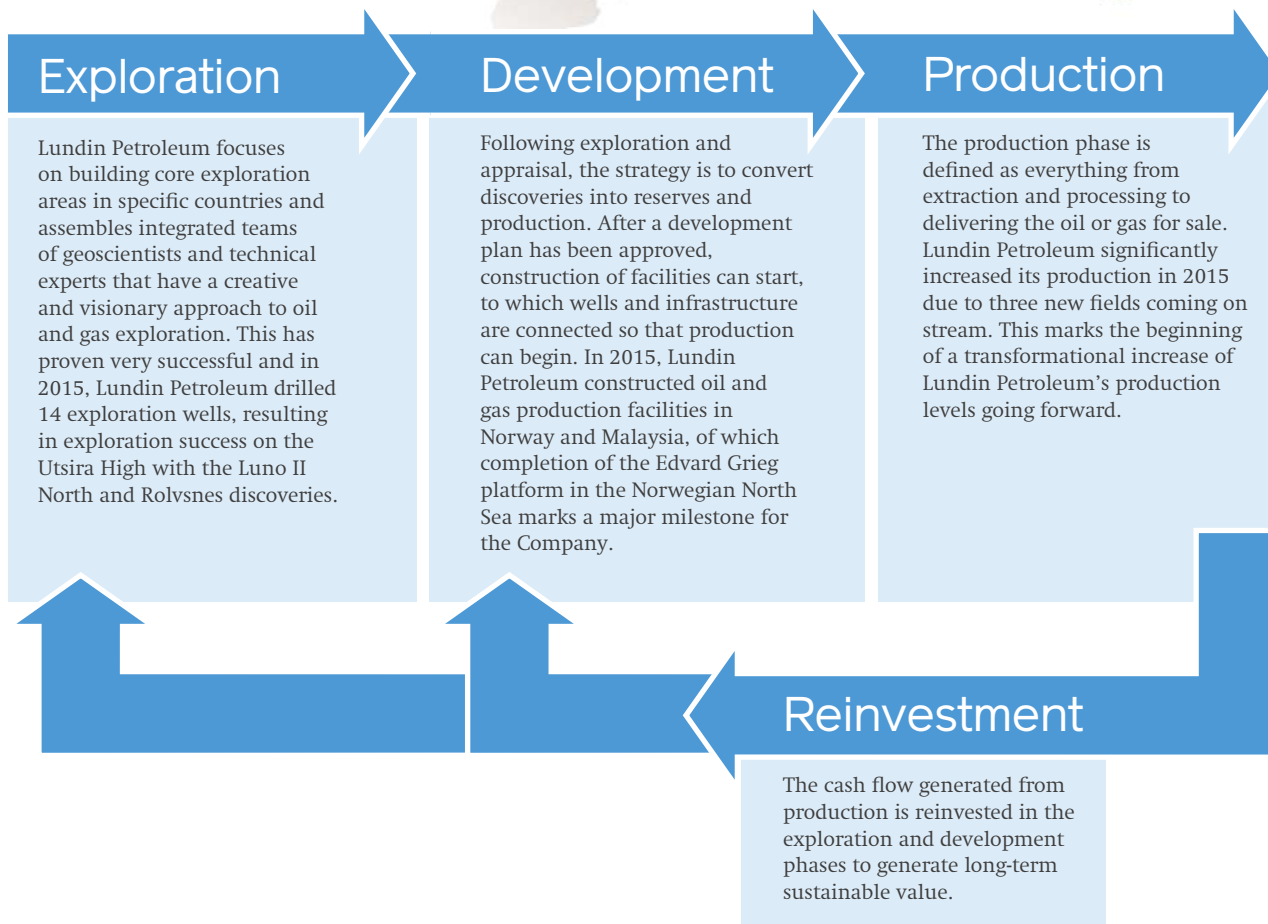 Exploration
Lundin Petroleum focuses
on building core exploration
areas in specific countries and
assembles integrated teams
of geoscientists and technical
experts that have a creative
and visionary approach to oil
and gas exploration. This has
proven very successful and in
2015, Lundin Petroleum drilled
14 exploration wells, resulting
in exploration success on the
Utsira High with the Luno II
North and Rolvsnes discoveries.
Development
Following exploration and
appraisal, the strategy is to convert
discoveries into reserves and
production. After a development
plan has been approved,
construction of facilities can start,
to which wells and infrastructure
are connected so that production
can begin. In 2015, Lundin
Petroleum constructed oil and
gas production facilities in
Norway and Malaysia, of which
completion of the Edvard Grieg
platform in the Norwegian North
Sea marks a major milestone for
the Company.
Production
The production phase is
defined as everything from
extraction and processing to
delivering the oil or gas for sale.
Lundin Petroleum significantly
increased its production in 2015
due to three new fields coming on
stream. This marks the beginning
of a transformational increase of
Lundin Petroleum’s production
levels going forward.
Reinvestment
The cash flow generated from
production is reinvested in the
exploration and development
phases to generate long-term
sustainable value.